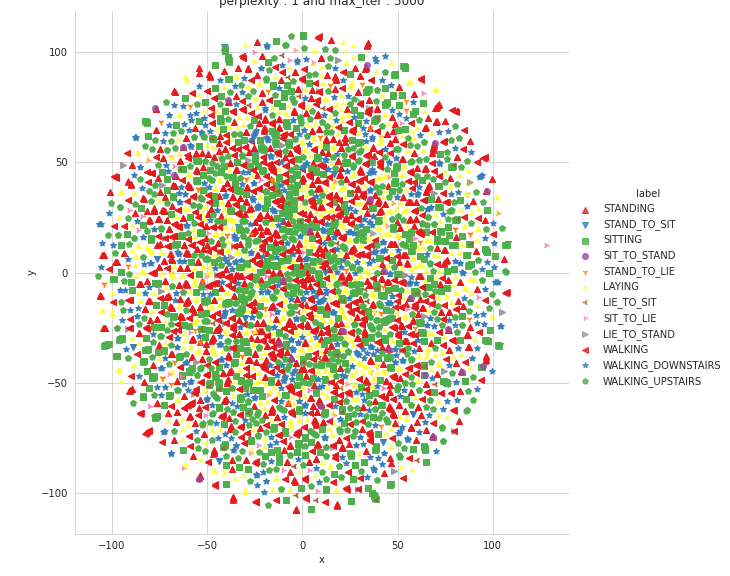 perplexity : 1 and max_iter : 5000
100
50
0
−50
−100
y
−100
−50
0
50
100
x
label
STANDING
STAND_TO_SIT
SITTING
SIT_TO_STAND
STAND_TO_LIE
LAYING
LIE_TO_SIT
SIT_TO_LIE
LIE_TO_STAND
WALKING
WALKING_DOWNSTAIRS
WALKING_UPSTAIRS